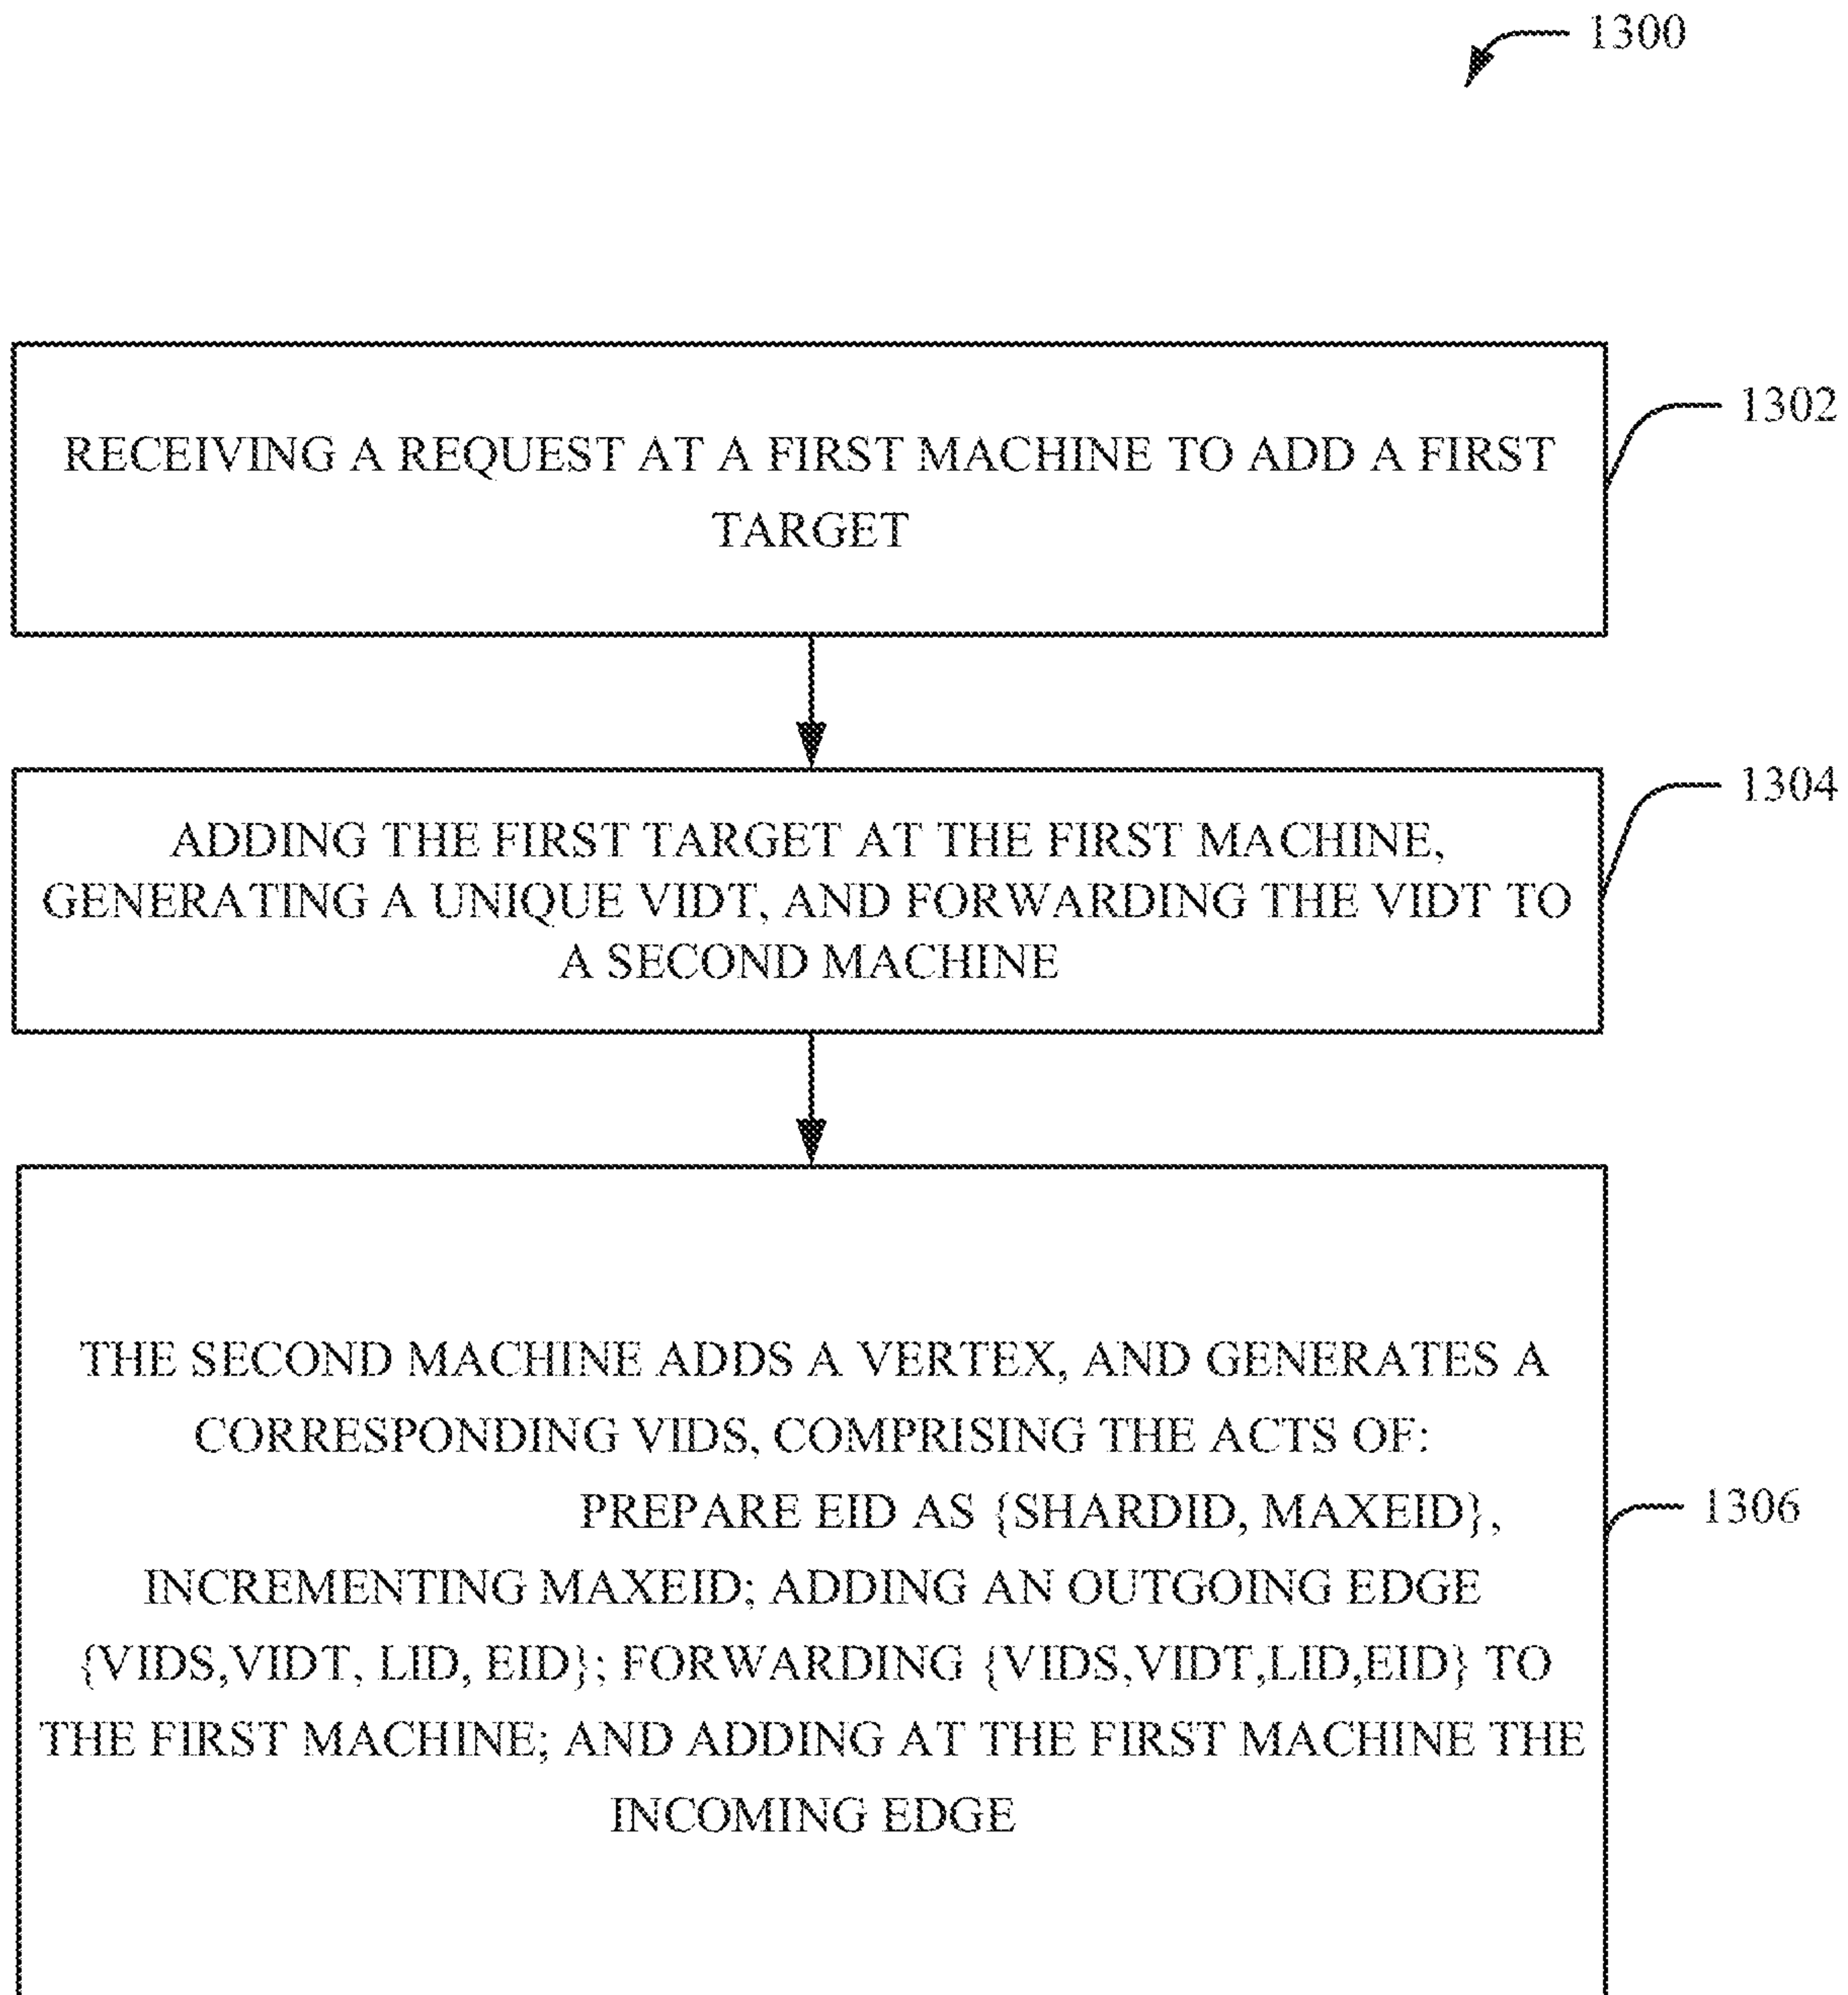 1300
RECEIVING A REQUEST AT A FIRST MACHINE TO ADD A FIRST
TARGET
1302
ADDING THE FIRST TARGET AT THE FIRST MACHINE,
GENERATING A UNIQUE VIDT, AND FORWARDING THE VIDT TO
A SECOND MACHINE
1304
THE SECOND MACHINE ADDS A VERTEX, AND GENERATES A
CORRESPONDING VIDS, COMPRISING THE ACTS OF:
PREPARE EID AS {SHARDID, MAXEID},
INCREMENTING MAXEID; ADDING AN OUTGOING EDGE
{VIDS,VIDT, LID, EID}; FORWARDING {VIDS,VIDT,LID,EID} TO
THE FIRST MACHINE; AND ADDING AT THE FIRST MACHINE THE
INCOMING EDGE
1306